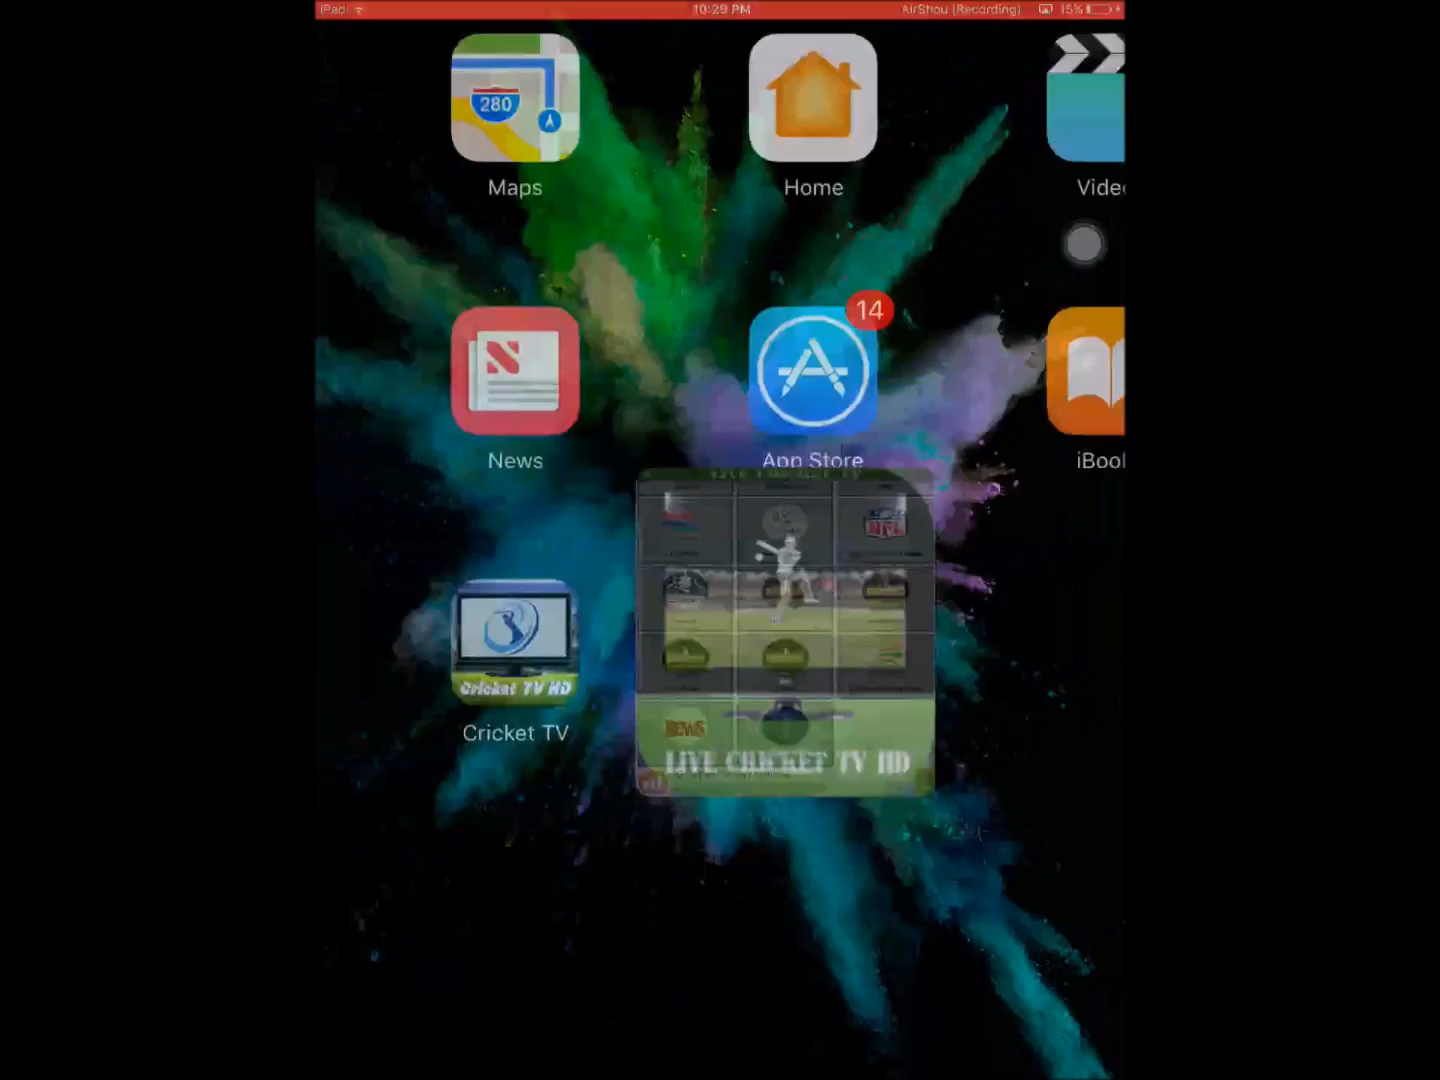 iPad
10:29 PM
AirShou (Recording)
15%
280
Maps
Home
Vide
14
News
App Store
iBool
Cricket TV HD
Cricket TV
NFL
NEWS
LIVE CRICKET TV HD